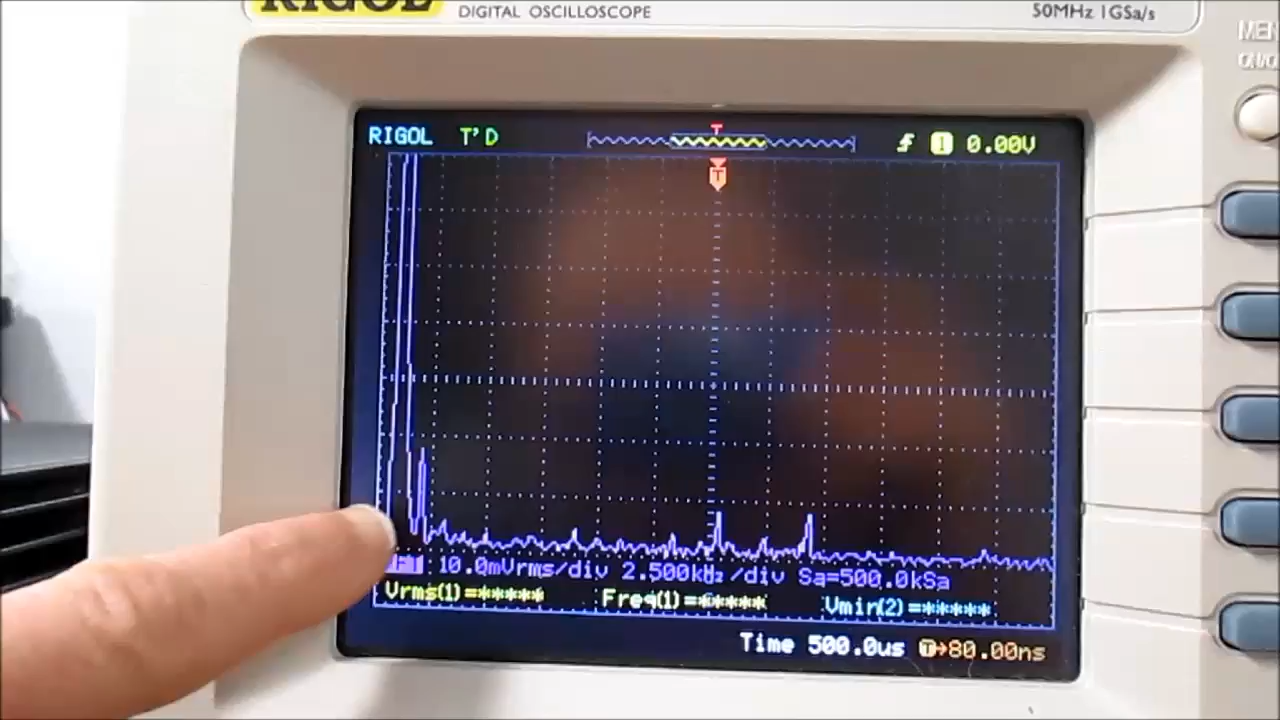 RIGOL DIGITAL OSCILLOSCOPE 50MHz 1GSa/s
RIGOL T'D 1 0.00V
T
T
10.0mVrms/div 2.500kHz/div Sa=500.0kSa
Vrms(1)=***** Freq(1)=***** Vmin(2)=*****
Time 500.0us T→80.00ns